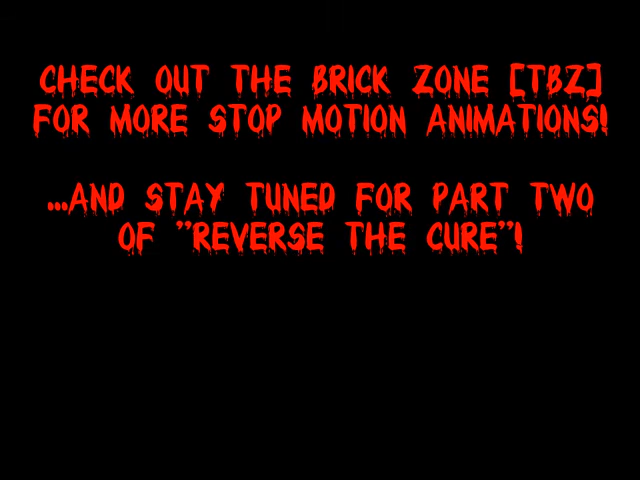 CHECK OUT THE BRICK ZONE [TBZ]
FOR MORE STOP MOTION ANIMATIONS!
...AND STAY TUNED FOR PART TWO
OF "REVERSE THE CURE"!